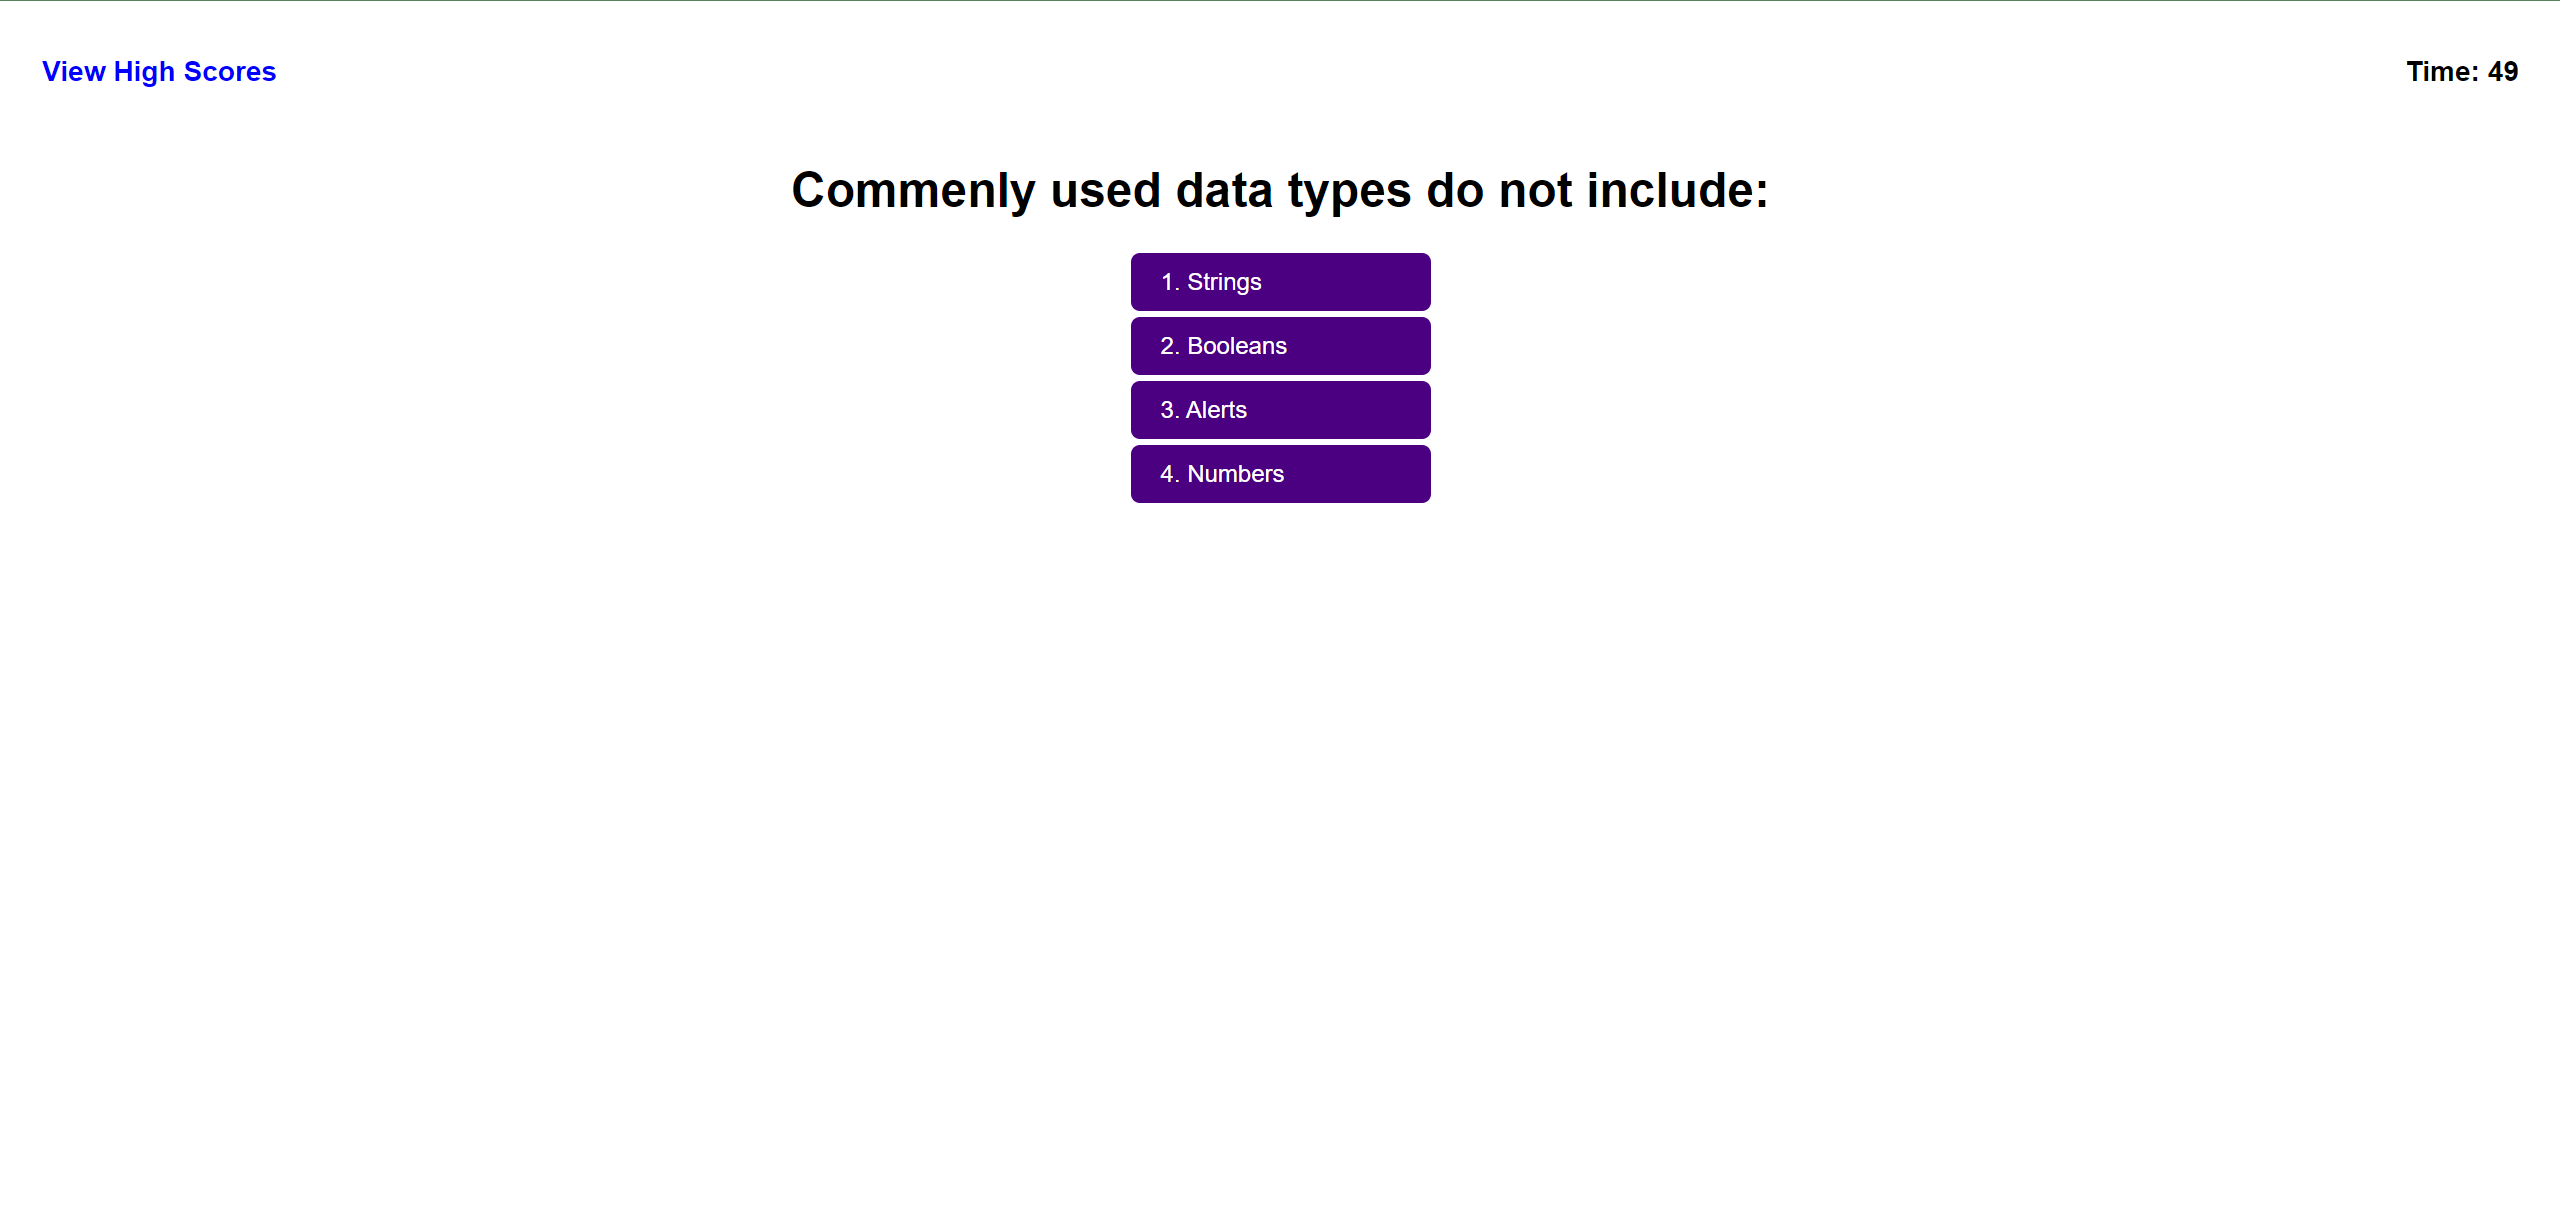 View High Scores
Time: 49
Commenly used data types do not include:
1. Strings
2. Booleans
3. Alerts
4. Numbers